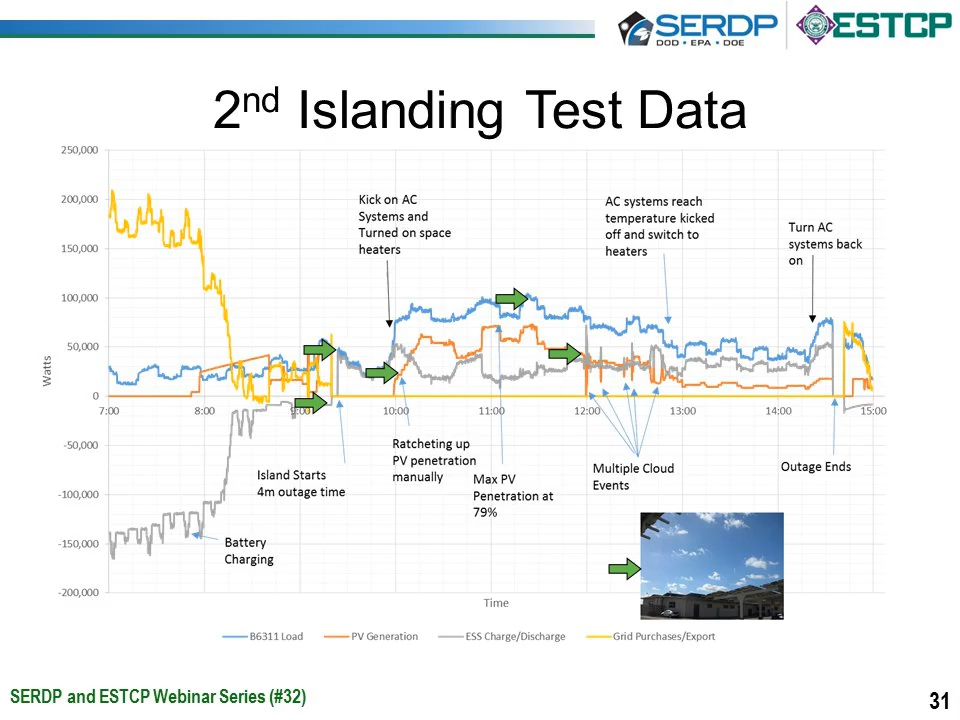 SERDP
DOD • EPA • DOE
ESTCP
2nd Islanding Test Data
250,000
200,000
150,000
100,000
50,000
0
-50,000
-100,000
-150,000
-200,000
Watts
7:00
8:00
9:00
10:00
11:00
12:00
13:00
14:00
15:00
Time
Kick on AC
Systems and
Turned on space
heaters
AC systems reach
temperature kicked
off and switch to
heaters
Turn AC
systems back
on
Island Starts
4m outage time
Ratcheting up
PV penetration
manually
Max PV
Penetration at
79%
Multiple Cloud
Events
Outage Ends
Battery
Charging
B6311 Load
PV Generation
ESS Charge/Discharge
Grid Purchases/Export
SERDP and ESTCP Webinar Series (#32)
31